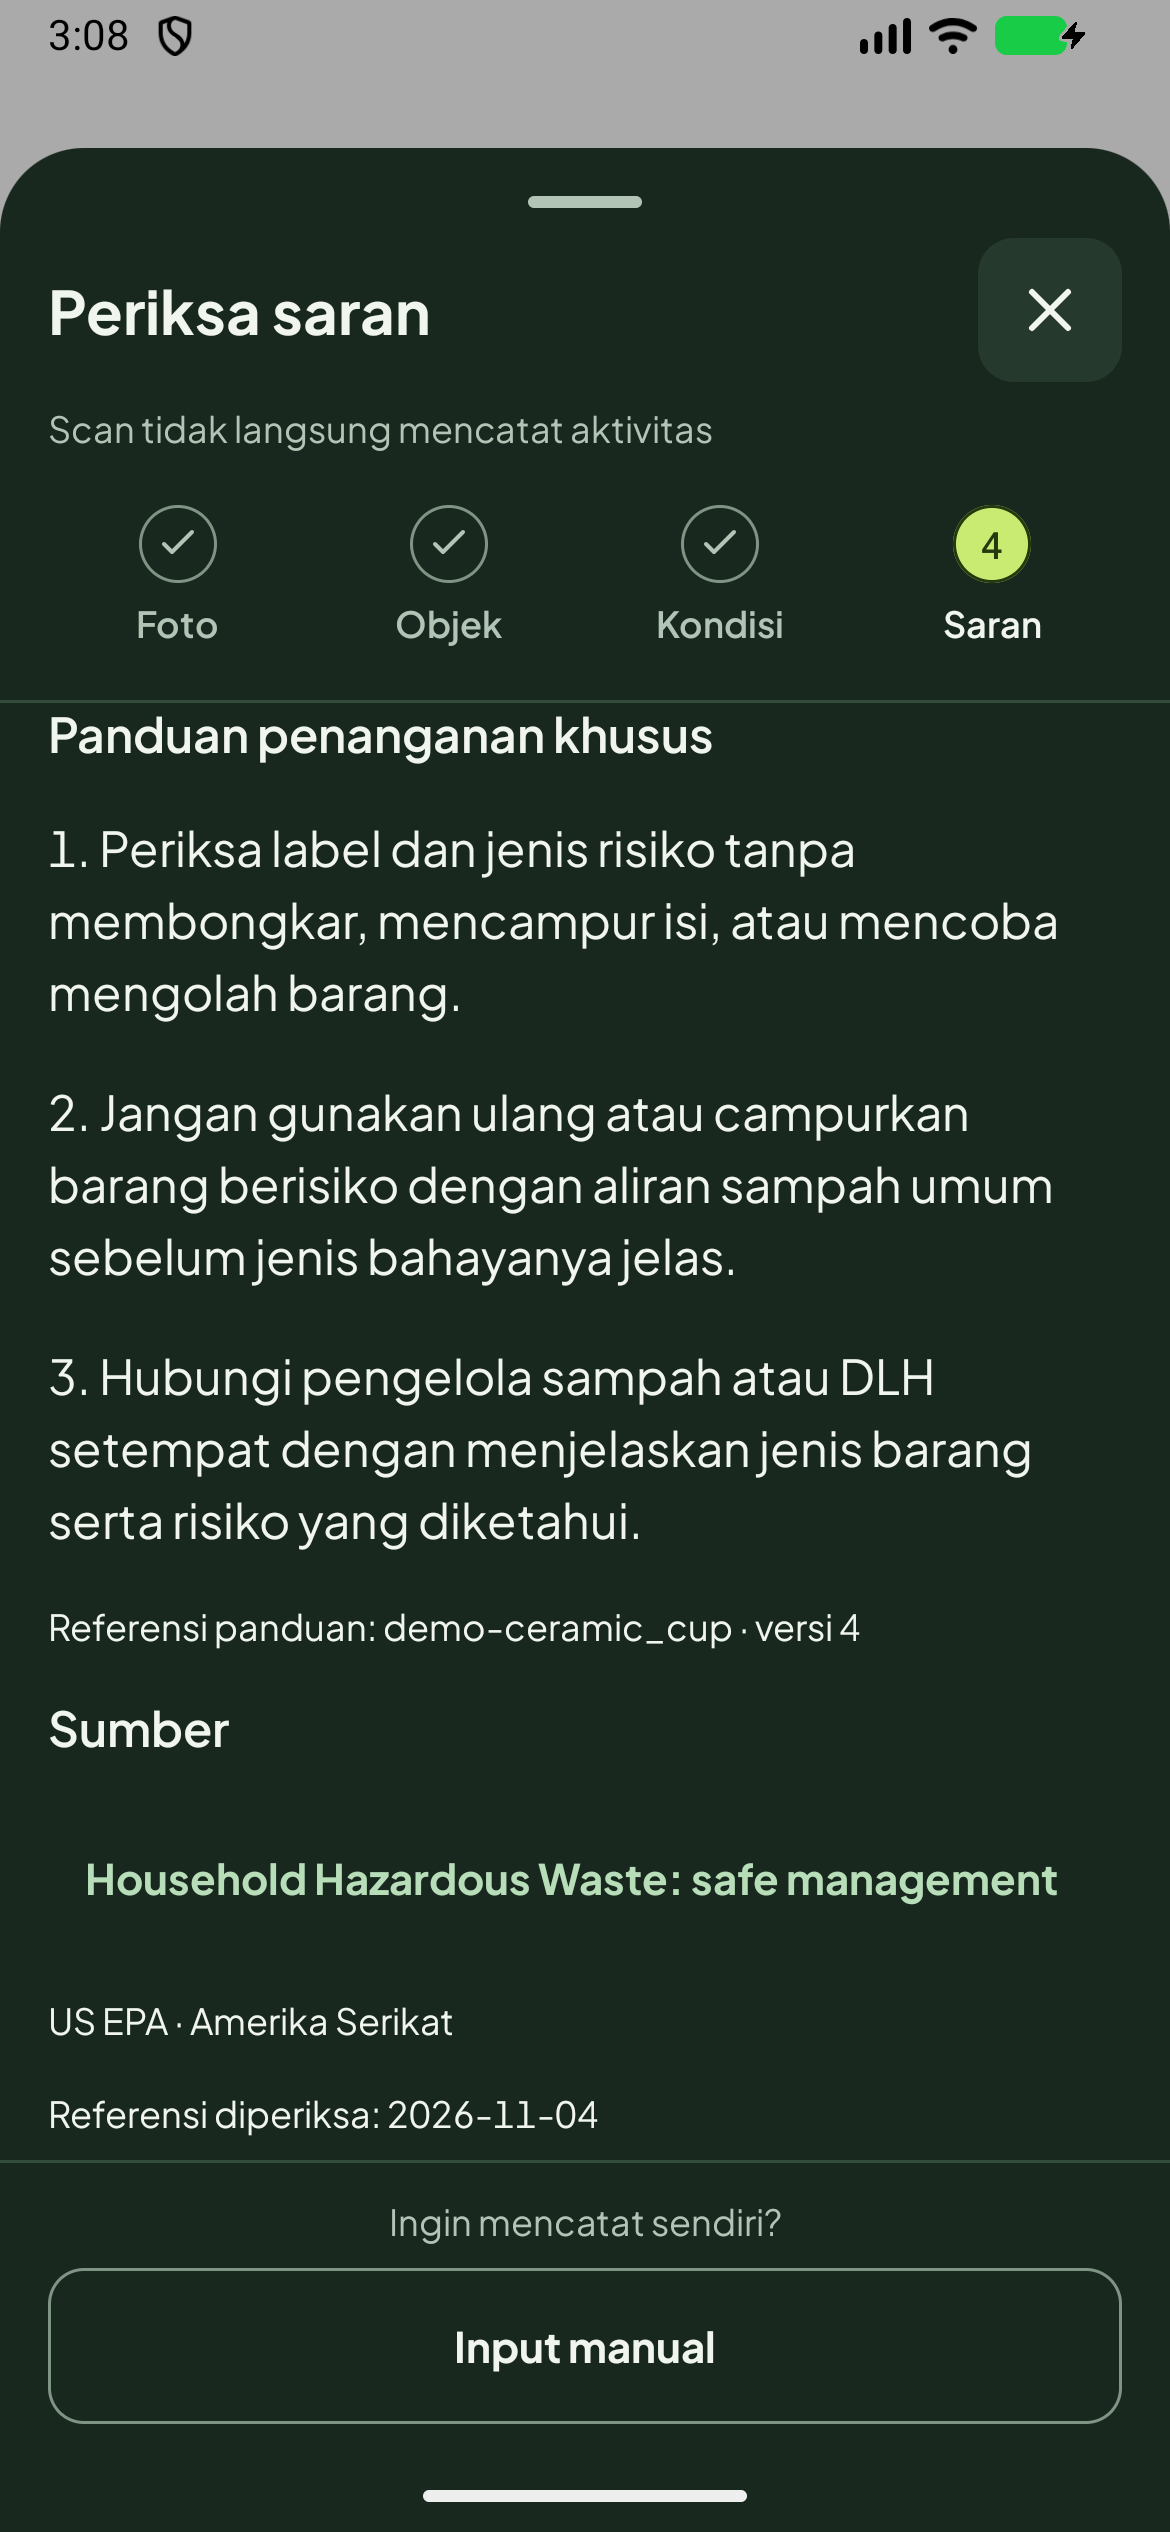 3:08
Periksa saran
Scan tidak langsung mencatat aktivitas
4
Foto
Objek
Kondisi
Saran
Panduan penanganan khusus
1. Periksa label dan jenis risiko tanpa
membongkar, mencampur isi, atau mencoba
mengolah barang.
2. Jangan gunakan ulang atau campurkan
barang berisiko dengan aliran sampah umum
sebelum jenis bahayanya jelas.
3. Hubungi pengelola sampah atau DLH
setempat dengan menjelaskan jenis barang
serta risiko yang diketahui.
Referensi panduan: demo-ceramic_cup · versi 4
Sumber
Household Hazardous Waste: safe management
US EPA · Amerika Serikat
Referensi diperiksa: 2026-11-04
Ingin mencatat sendiri?
Input manual